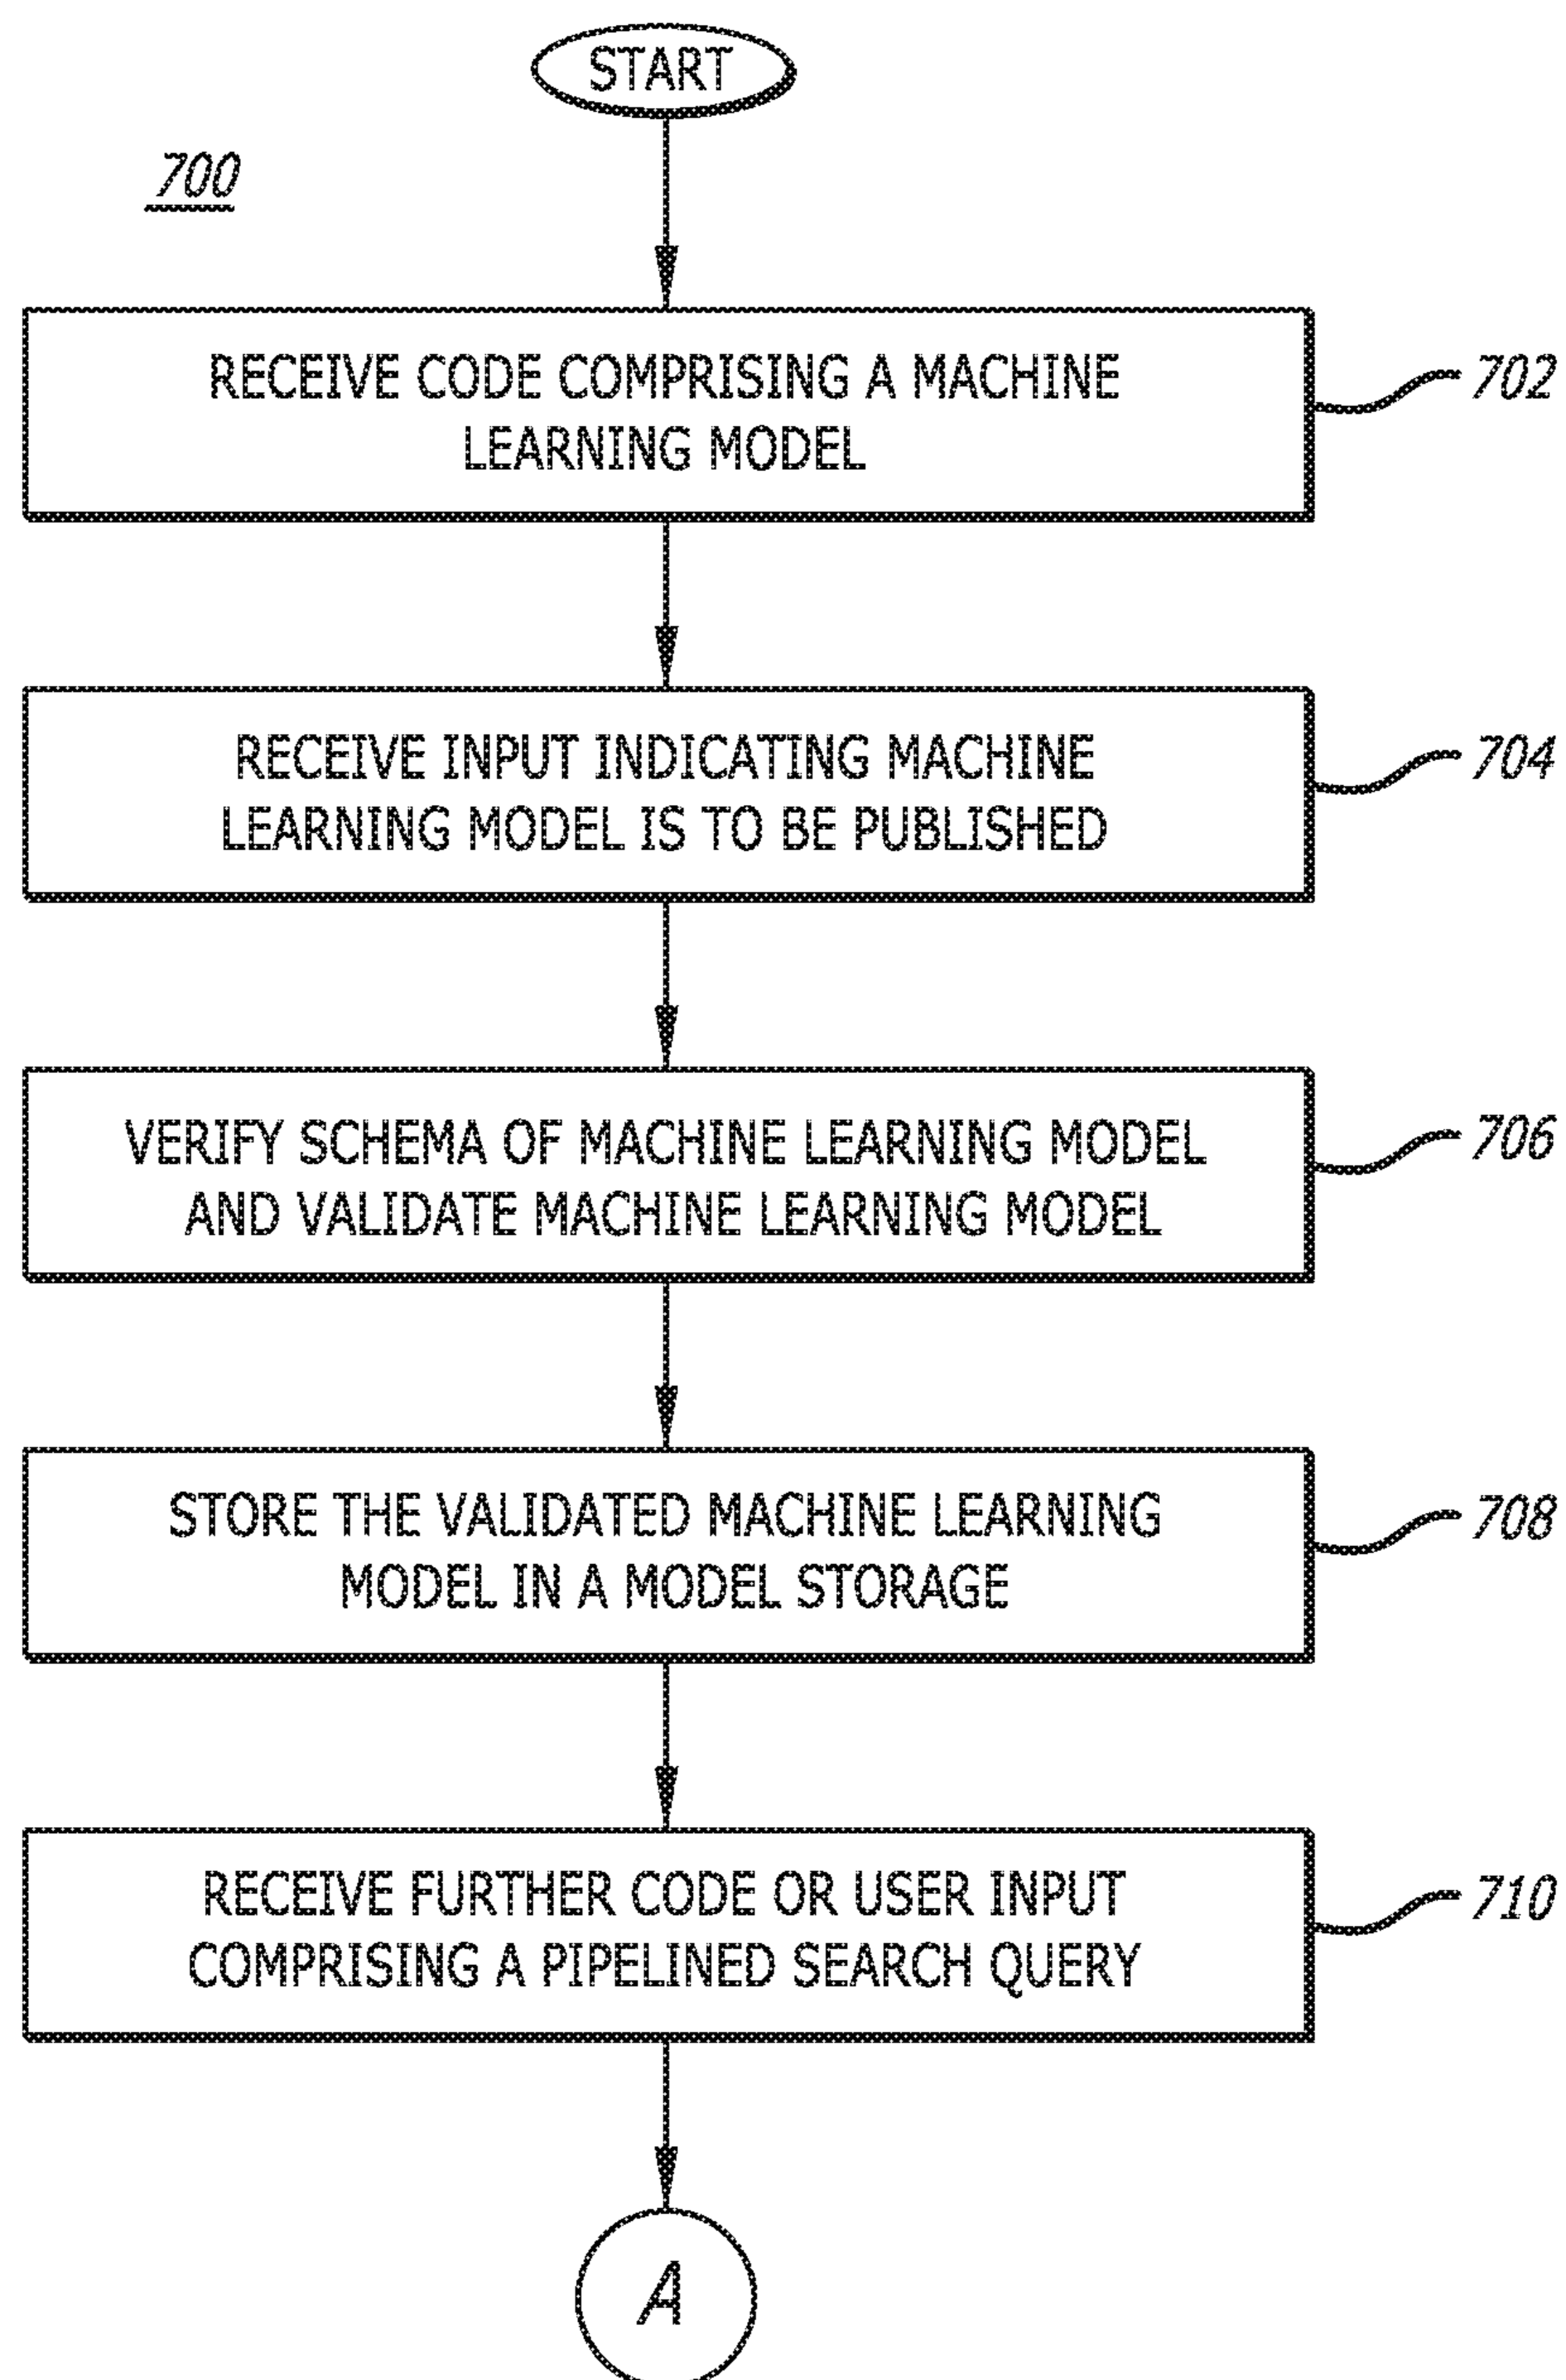 START
700
RECEIVE CODE COMPRISING A MACHINE
LEARNING MODEL
702
RECEIVE INPUT INDICATING MACHINE
LEARNING MODEL IS TO BE PUBLISHED
704
VERIFY SCHEMA OF MACHINE LEARNING MODEL
AND VALIDATE MACHINE LEARNING MODEL
706
STORE THE VALIDATED MACHINE LEARNING
MODEL IN A MODEL STORAGE
708
RECEIVE FURTHER CODE OR USER INPUT
COMPRISING A PIPELINED SEARCH QUERY
710
A